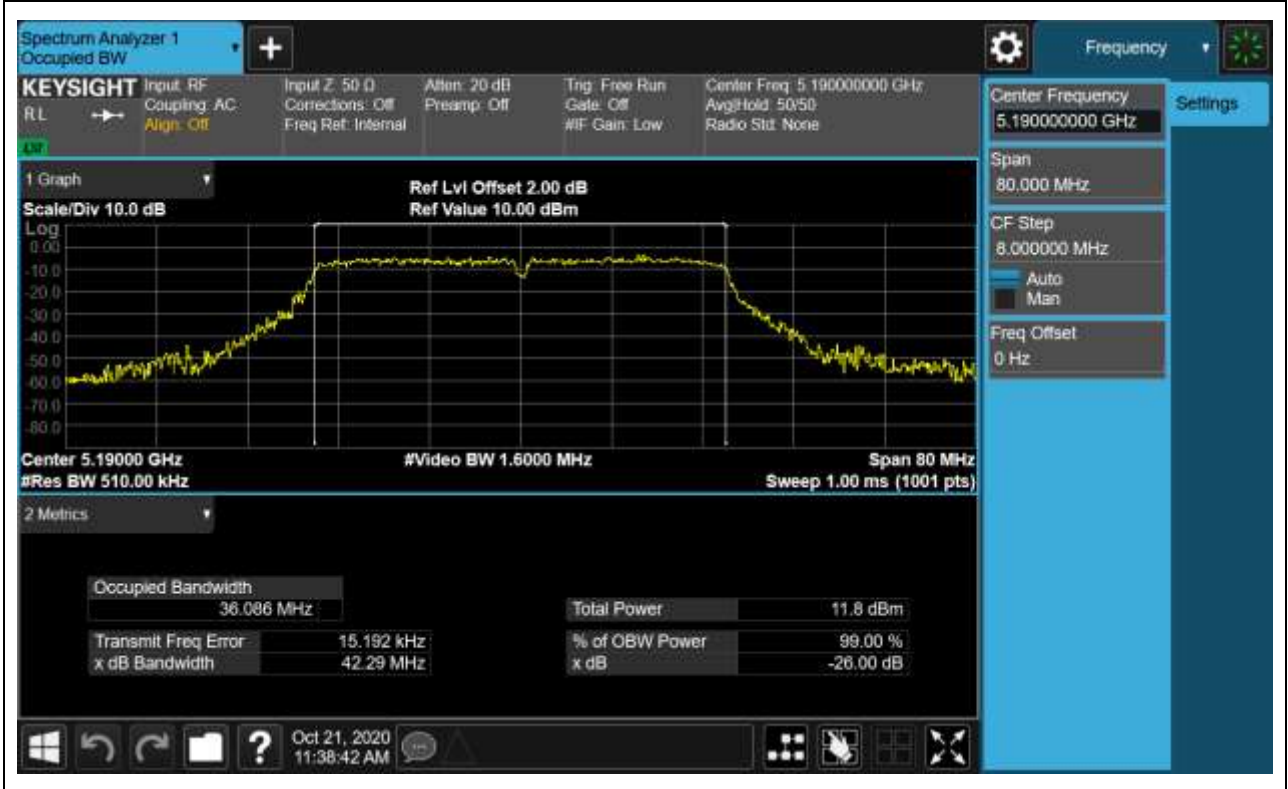 Spectrum Analyzer 1
Occupied BW
+
Frequency
KEYSIGHT
RL
Input: RF
Coupling: AC
Align: Off
Input Z: 50 Ω
Corrections: Off
Freq Ref: Internal
Atten: 20 dB
Preamp: Off
Trig: Free Run
Gate: Off
#IF Gain: Low
Center Freq: 5.190000000 GHz
Avg|Hold: 50/50
Radio Std: None
Center Frequency
5.190000000 GHz
Settings
Span
80.000 MHz
CF Step
8.000000 MHz
Auto
Man
Freq Offset
0 Hz
1 Graph
Scale/Div 10.0 dB
Ref Lvl Offset 2.00 dB
Ref Value 10.00 dBm
Log
0.00
-10.0
-20.0
-30.0
-40.0
-50.0
-60.0
-70.0
-80.0
Center 5.19000 GHz
#Res BW 510.00 kHz
#Video BW 1.6000 MHz
Span 80 MHz
Sweep 1.00 ms (1001 pts)
2 Metrics
Occupied Bandwidth
36.086 MHz
Transmit Freq Error 15.192 kHz
x dB Bandwidth 42.29 MHz
Total Power 11.8 dBm
% of OBW Power 99.00 %
x dB -26.00 dB
?
Oct 21, 2020
11:38:42 AM